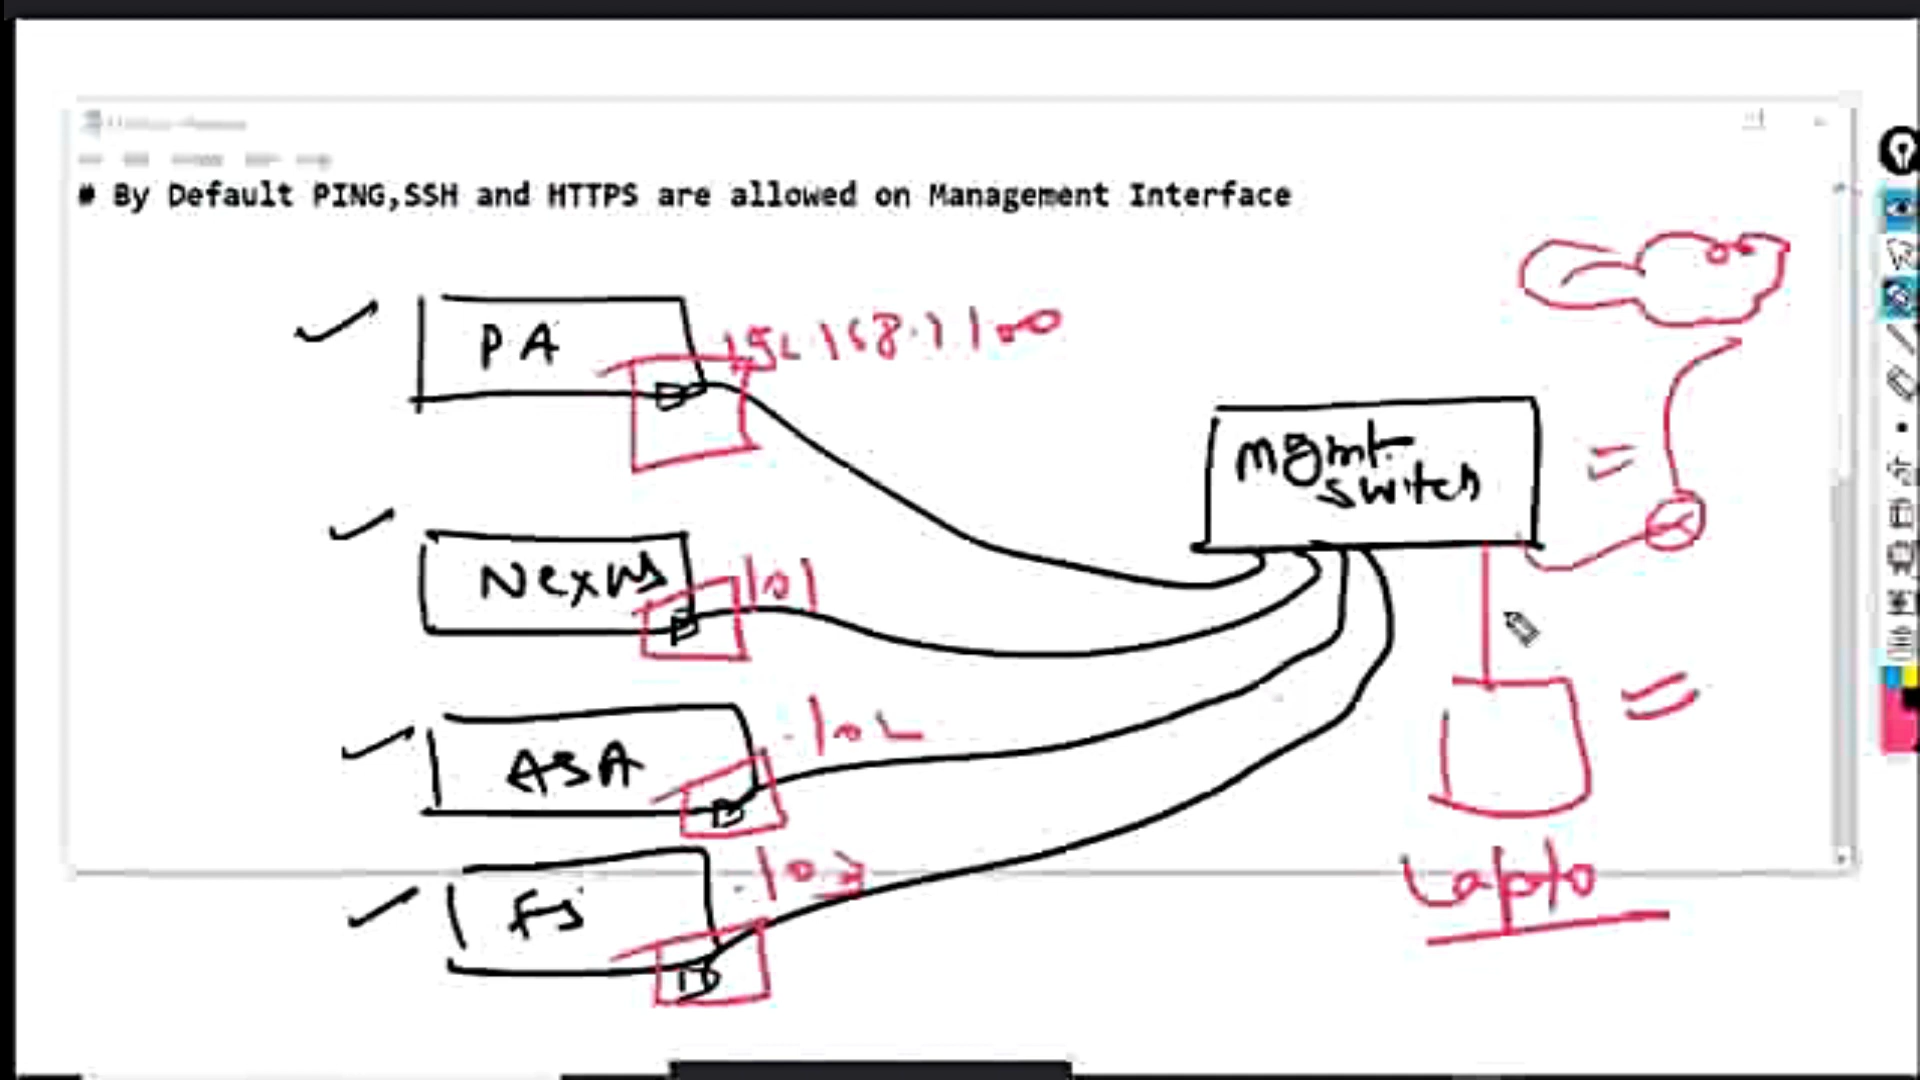 # By Default PING,SSH and HTTPS are allowed on Management Interface
PA
192.168.1.100
mgmt.
switch
Nexus
101
ASA
.102
F5
.103
Lapto